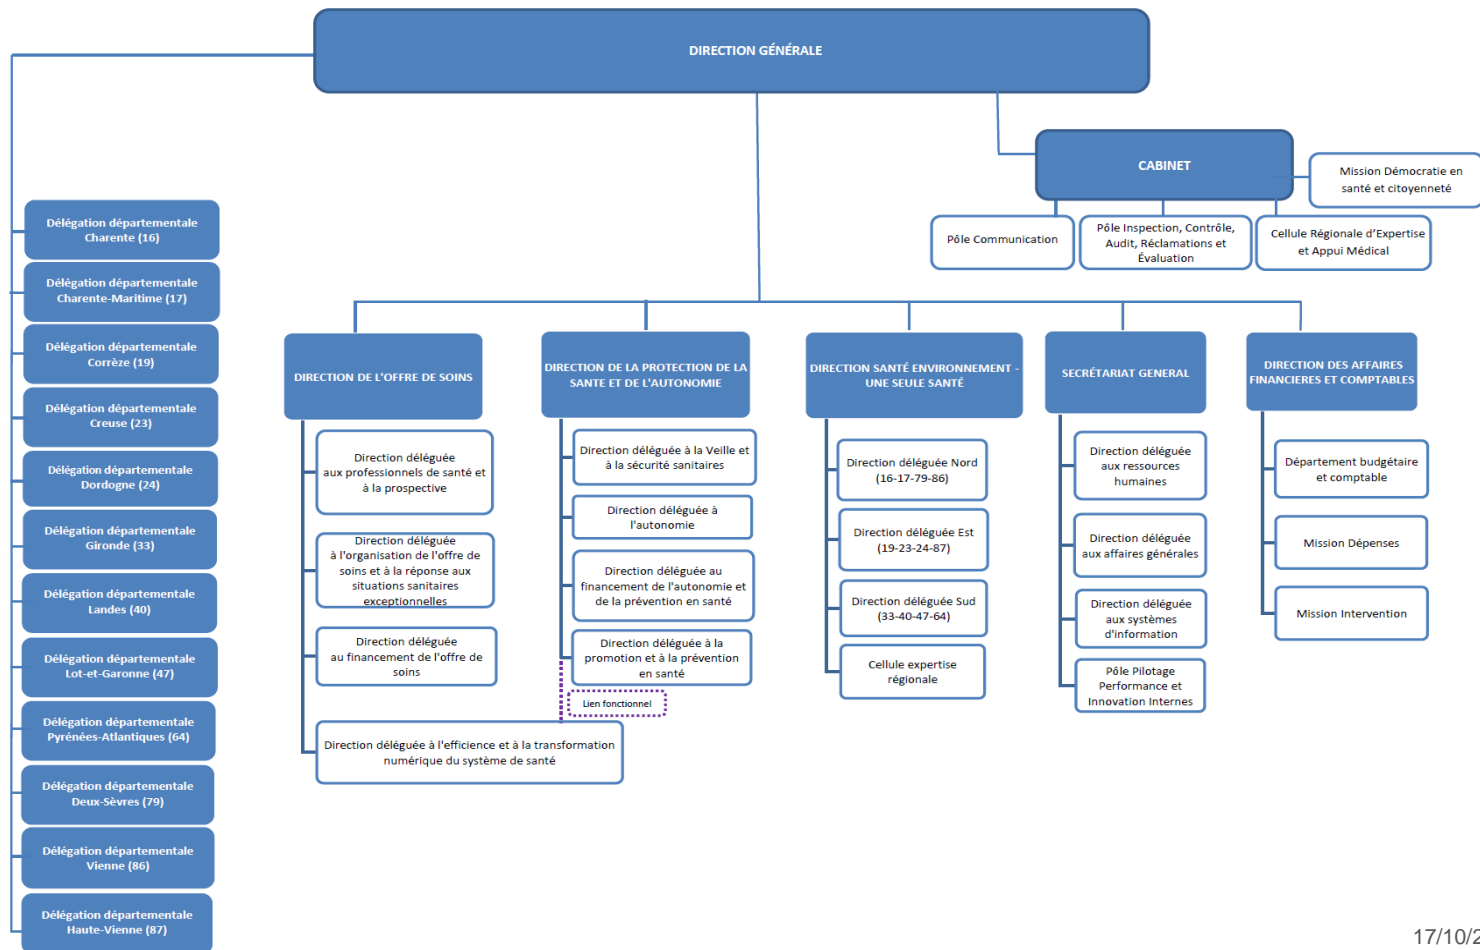 DIRECTION GÉNÉRALE
CABINET
Mission Démocratie en
santé et citoyenneté
Pôle Communication
Pôle Inspection, Contrôle,
Audit, Réclamations et
Évaluation
Cellule Régionale d'Expertise
et Appui Médical
Délégation départementale
Charente (16)
Délégation départementale
Charente-Maritime (17)
Délégation départementale
Corrèze (19)
Délégation départementale
Creuse (23)
Délégation départementale
Dordogne (24)
Délégation départementale
Gironde (33)
Délégation départementale
Landes (40)
Délégation départementale
Lot-et-Garonne (47)
Délégation départementale
Pyrénées-Atlantiques (64)
Délégation départementale
Deux-Sèvres (79)
Délégation départementale
Vienne (86)
Délégation départementale
Haute-Vienne (87)
DIRECTION DE L'OFFRE DE SOINS
Direction déléguée
aux professionnels de santé et
à la prospective
Direction déléguée
à l'organisation de l'offre de
soins et à la réponse aux
situations sanitaires
exceptionnelles
Direction déléguée
au financement de l'offre de
soins
Direction déléguée à l'efficience et à la transformation
numérique du système de santé
DIRECTION DE LA PROTECTION DE LA
SANTE ET DE L'AUTONOMIE
Direction déléguée à la Veille et
à la sécurité sanitaires
Direction déléguée à
l'autonomie
Direction déléguée au
financement de l'autonomie et
de la prévention en santé
Direction déléguée à la
promotion et à la prévention
en santé
Lien fonctionnel
DIRECTION SANTÉ ENVIRONNEMENT -
UNE SEULE SANTÉ
Direction déléguée Nord
(16-17-79-86)
Direction déléguée Est
(19-23-24-87)
Direction déléguée Sud
(33-40-47-64)
Cellule expertise
régionale
SECRÉTARIAT GENERAL
Direction déléguée
aux ressources
humaines
Direction déléguée
aux affaires générales
Direction déléguée
aux systèmes
d'information
Pôle Pilotage
Performance et
Innovation Internes
DIRECTION DES AFFAIRES
FINANCIERES ET COMPTABLES
Département budgétaire
et comptable
Mission Dépenses
Mission Intervention
17/10/2